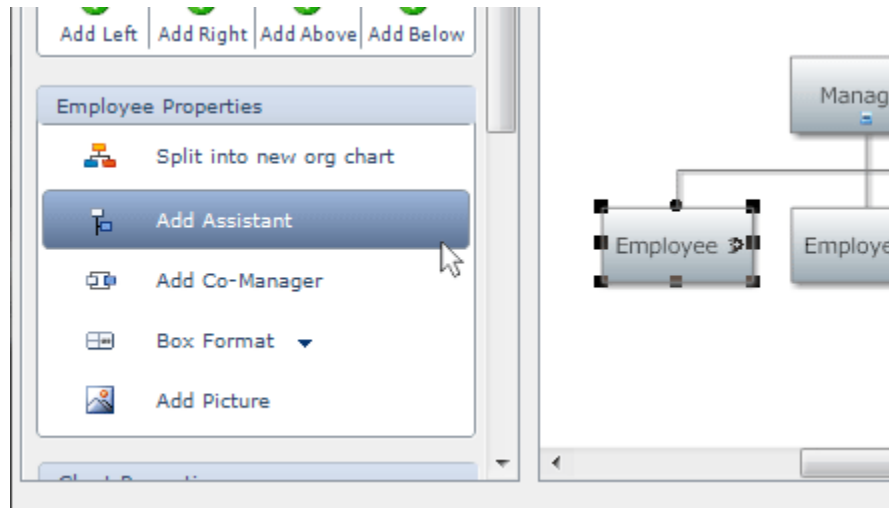 Add Left Add Right Add Above Add Below
Employee Properties
Split into new org chart
Add Assistant
Add Co-Manager
Box Format
Add Picture
Manag
Employee
Employe